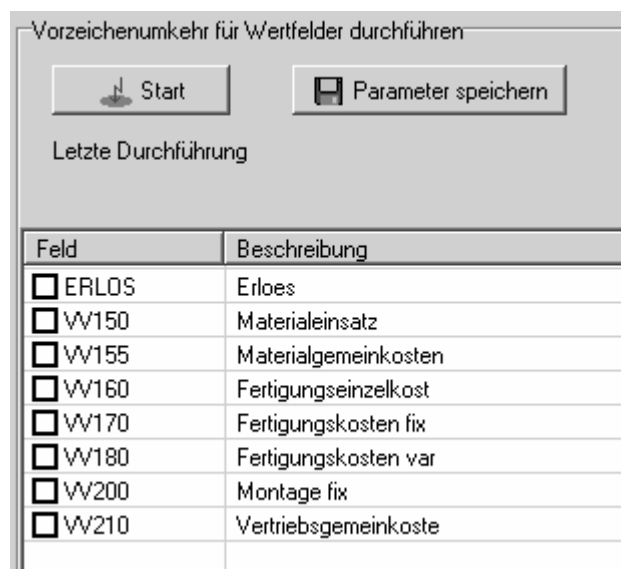 Vorzeichenumkehr für Wertfelder durchführen
Start Parameter speichern
Letzte Durchführung
Feld Beschreibung
ERLOS Erloes
VV150 Materialeinsatz
VV155 Materialgemeinkosten
VV160 Fertigungseinzelkost
VV170 Fertigungskosten fix
VV180 Fertigungskosten var
VV200 Montage fix
VV210 Vertriebsgemeinkoste